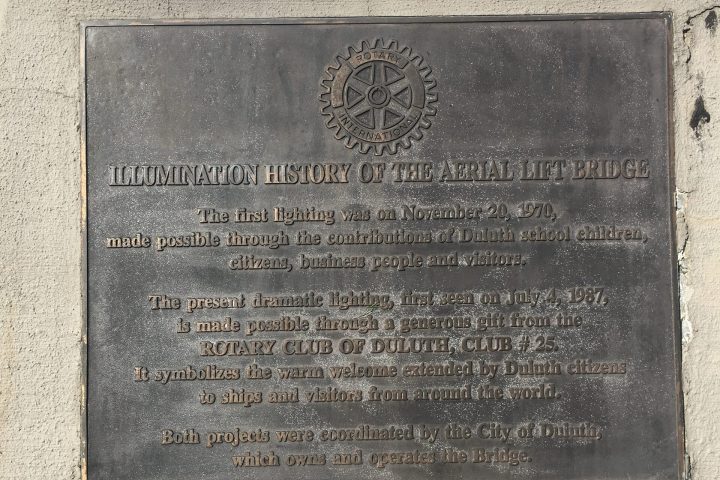 ROTARY
INTERNATIONAL
ILLUMINATION HISTORY OF THE AERIAL LIFT BRIDGE
The first lighting was on November 20, 1970,
made possible through the contributions of Duluth school children,
citizens, business people and visitors.
The present dramatic lighting, first seen on July 4, 1987,
is made possible through a generous gift from the
ROTARY CLUB OF DULUTH, CLUB # 25.
It symbolizes the warm welcome extended by Duluth citizens
to ships and visitors from around the world.
Both projects were coordinated by the City of Duluth,
which owns and operates the Bridge.